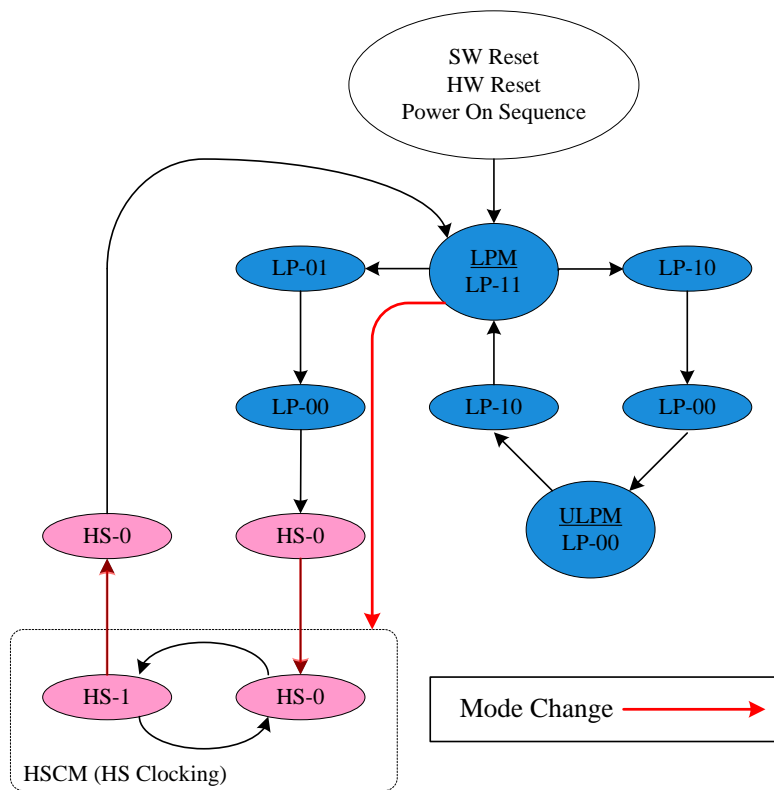 SW Reset
HW Reset
Power On Sequence
LP-01
LPM
LP-11
LP-10
LP-00
LP-10
LP-00
HS-0
HS-0
ULPM
LP-00
HS-1
HS-0
Mode Change
HSCM (HS Clocking)